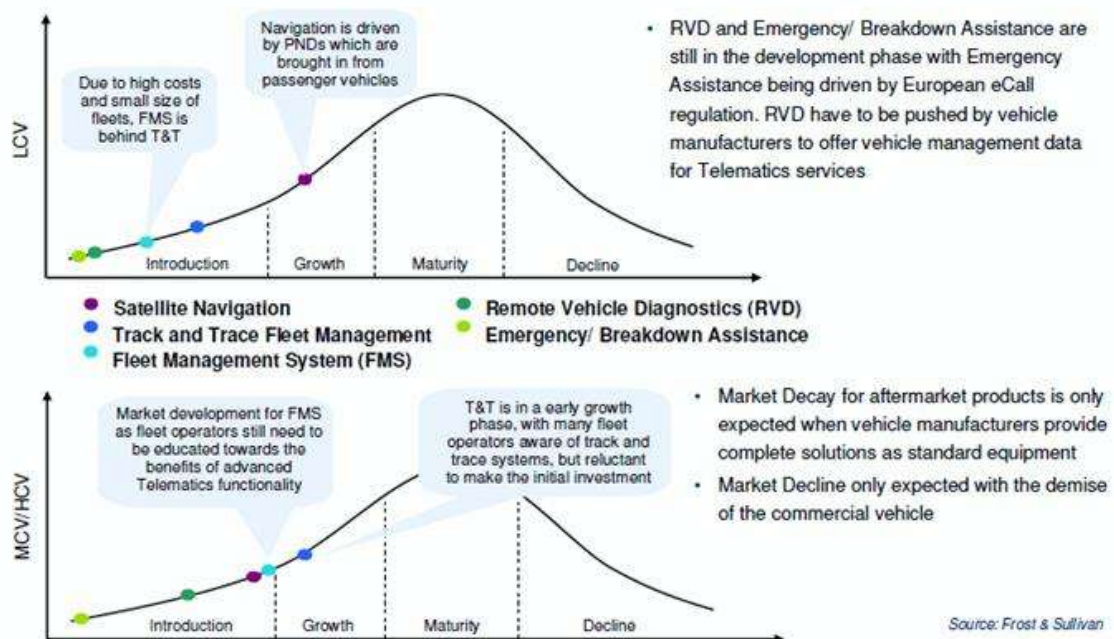 Navigation is driven
by PNDs which are
brought in from
passenger vehicles
Due to high costs
and small size of
fleets, FMS is
behind T&T
LCV
Introduction
Growth
Maturity
Decline
• RVD and Emergency/ Breakdown Assistance are
still in the development phase with Emergency
Assistance being driven by European eCall
regulation. RVD have to be pushed by vehicle
manufacturers to offer vehicle management data
for Telematics services
Satellite Navigation
Track and Trace Fleet Management
Fleet Management System (FMS)
Remote Vehicle Diagnostics (RVD)
Emergency/ Breakdown Assistance
Market development for FMS
as fleet operators still need to
be educated towards the
benefits of advanced
Telematics functionality
T&T is in a early growth
phase, with many fleet
operators aware of track and
trace systems, but reluctant
to make the initial investment
MCV/HCV
Introduction
Growth
Maturity
Decline
• Market Decay for aftermarket products is only
expected when vehicle manufacturers provide
complete solutions as standard equipment
• Market Decline only expected with the demise
of the commercial vehicle
Source: Frost & Sullivan